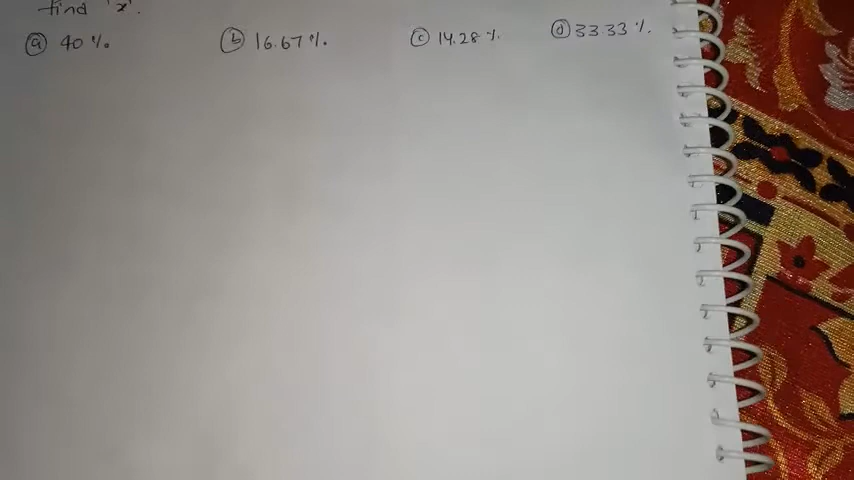 find 'x'.
(a) 40 % (b) 16.67 % (c) 14.28 % (d) 33.33 %.